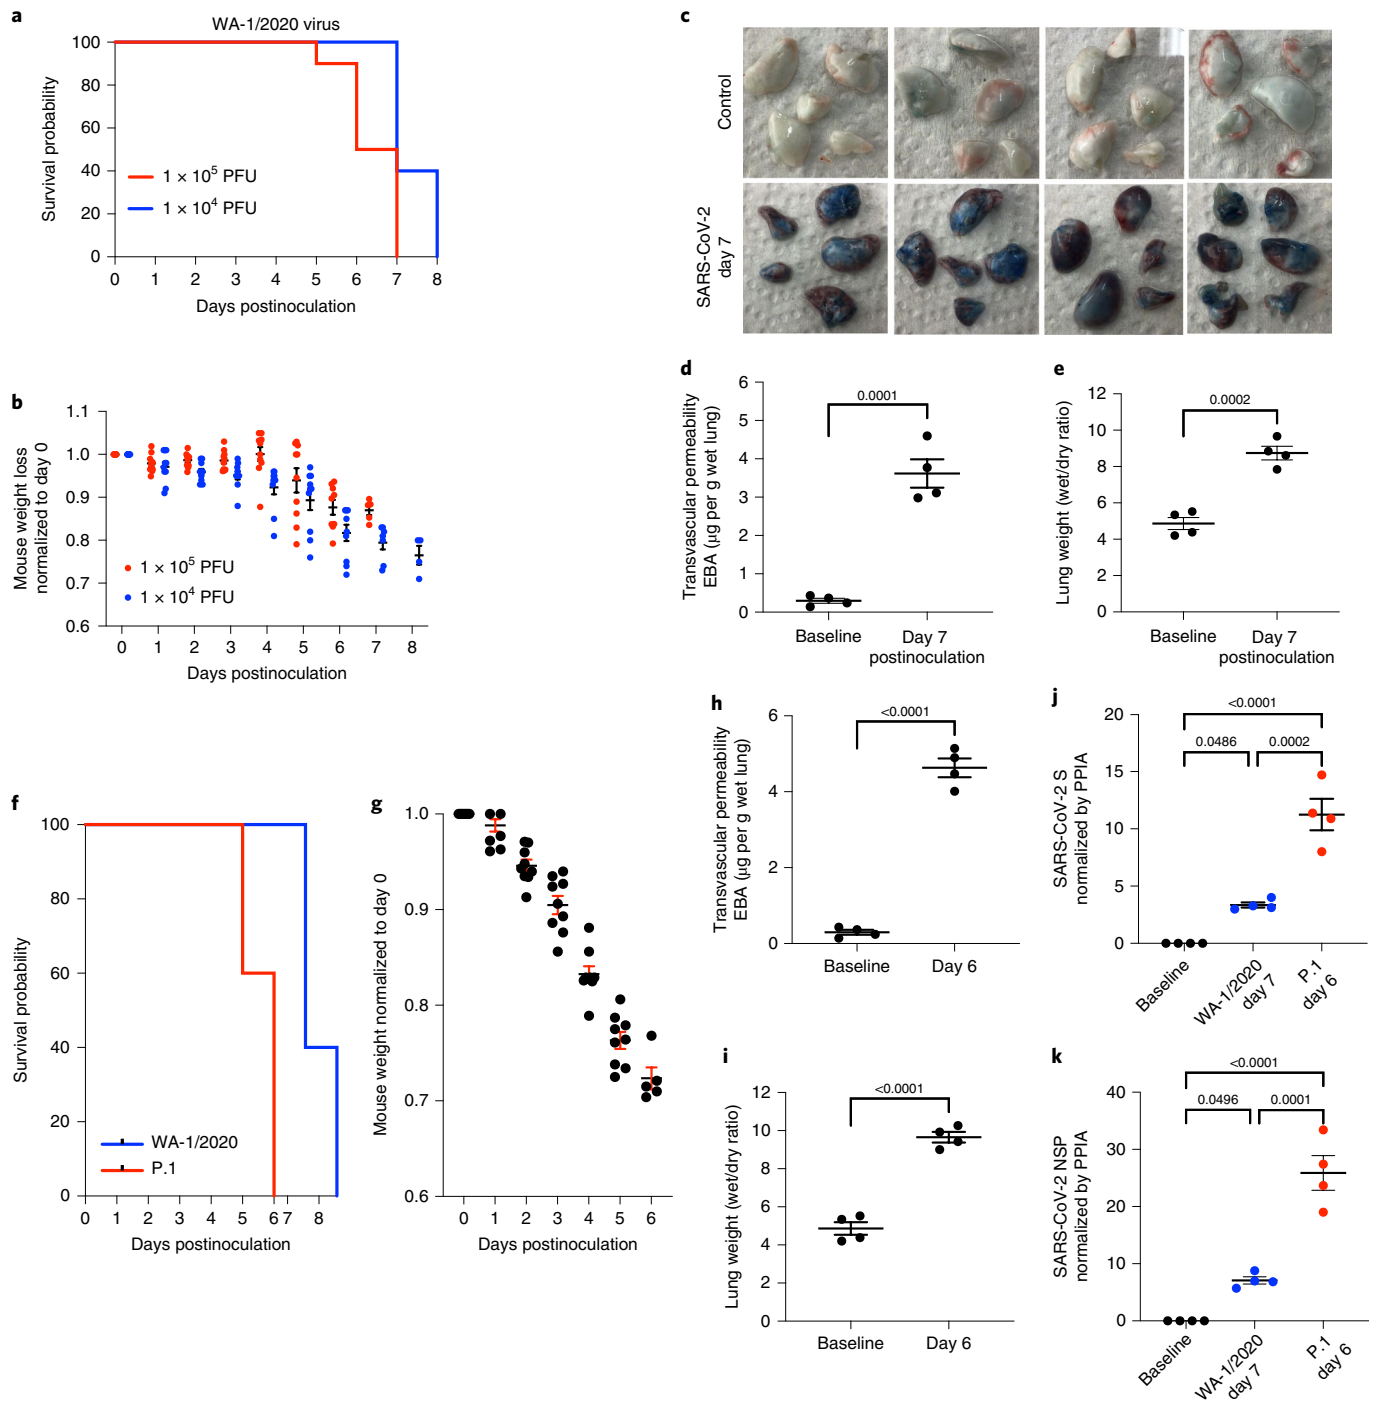 a
WA-1/2020 virus
100
80
60
40
20
0
Survival probability
1 × 10⁵ PFU
1 × 10⁴ PFU
0 1 2 3 4 5 6 7 8
Days postinoculation
b
1.1
1.0
0.9
0.8
0.7
0.6
Mouse weight loss
normalized to day 0
1 × 10⁵ PFU
1 × 10⁴ PFU
0 1 2 3 4 5 6 7 8
Days postinoculation
c
Control
SARS-CoV-2
day 7
d
6
5
4
3
2
1
0
Transvascular permeability
EBA (μg per g wet lung)
0.0001
Baseline
Day 7
postinoculation
e
12
10
8
6
4
2
0
Lung weight (wet/dry ratio)
0.0002
Baseline
Day 7
postinoculation
f
100
80
60
40
20
0
Survival probability
WA-1/2020
P.1
0 1 2 3 4 5 6 7 8
Days postinoculation
g
1.0
0.9
0.8
0.7
0.6
Mouse weight normalized to day 0
0 1 2 3 4 5 6
Days postinoculation
h
6
4
2
0
Transvascular permeability
EBA (μg per g wet lung)
<0.0001
Baseline
Day 6
i
12
10
8
6
4
2
0
Lung weight (wet/dry ratio)
<0.0001
Baseline
Day 6
j
20
15
10
5
0
SARS-CoV-2 S
normalized by PPIA
<0.0001
0.0486
0.0002
Baseline
WA-1/2020
day 7
P.1
day 6
k
40
30
20
10
0
SARS-CoV-2 NSP
normalized by PPIA
<0.0001
0.0496
0.0001
Baseline
WA-1/2020
day 7
P.1
day 6